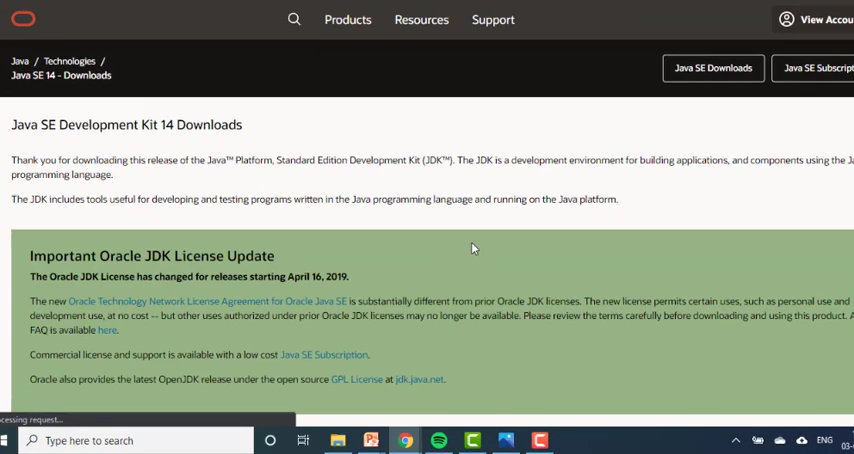 Products Resources Support View Accou
Java / Technologies /
Java SE 14 - Downloads
Java SE Downloads Java SE Subscript
Java SE Development Kit 14 Downloads
Thank you for downloading this release of the Java™ Platform, Standard Edition Development Kit (JDK™). The JDK is a development environment for building applications, and components using the Ja
programming language.
The JDK includes tools useful for developing and testing programs written in the Java programming language and running on the Java platform.
Important Oracle JDK License Update
The Oracle JDK License has changed for releases starting April 16, 2019.
The new Oracle Technology Network License Agreement for Oracle Java SE is substantially different from prior Oracle JDK licenses. The new license permits certain uses, such as personal use and
development use, at no cost -- but other uses authorized under prior Oracle JDK licenses may no longer be available. Please review the terms carefully before downloading and using this product. A
FAQ is available here.
Commercial license and support is available with a low cost Java SE Subscription.
Oracle also provides the latest OpenJDK release under the open source GPL License at jdk.java.net.
ocessing request...
Type here to search
ENG
03-